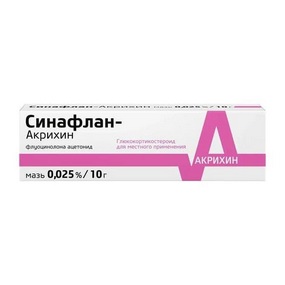 Синафлан-
Акрихин
флуоцинолона ацетонид
Глюкокортикостероид
для местного применения
АКРИХИН
мазь 0,025%/10 г